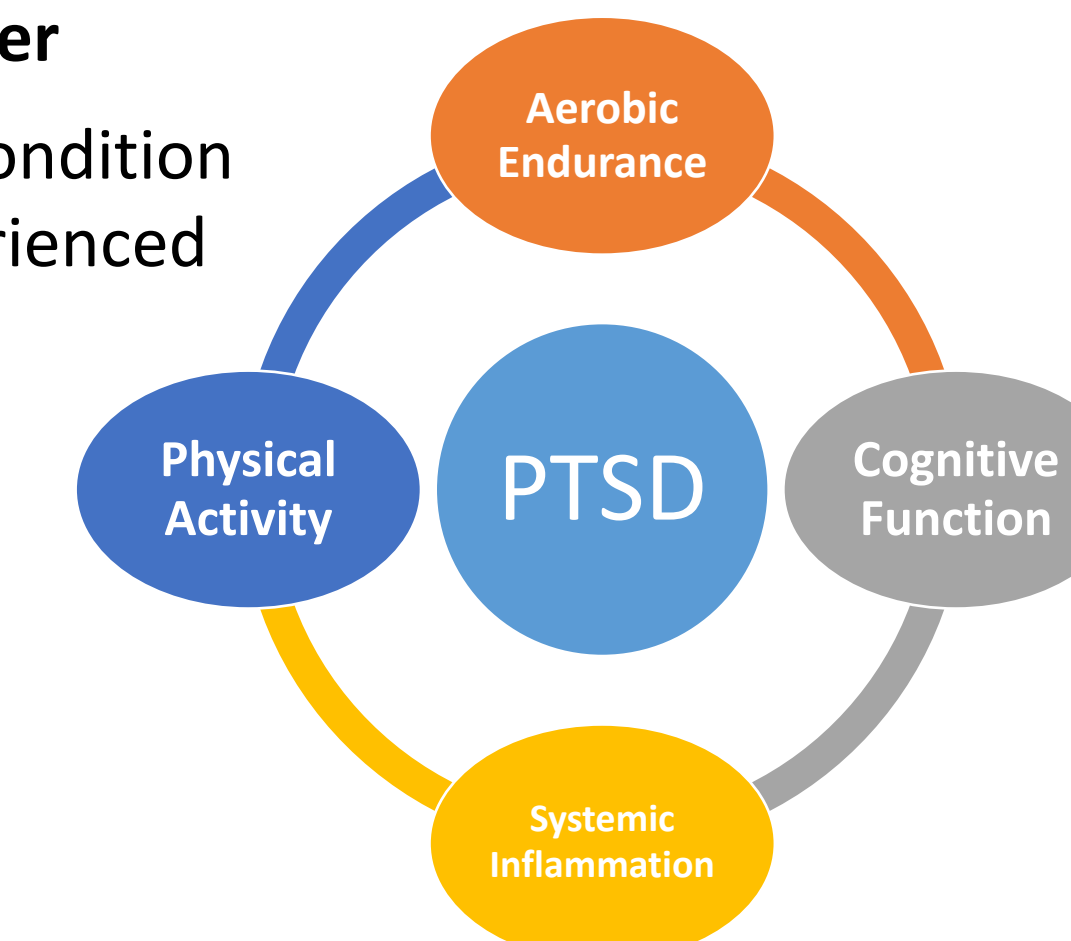 er
ondition
rienced
Aerobic
Endurance
Physical
Activity
PTSD
Cognitive
Function
Systemic
Inflammation